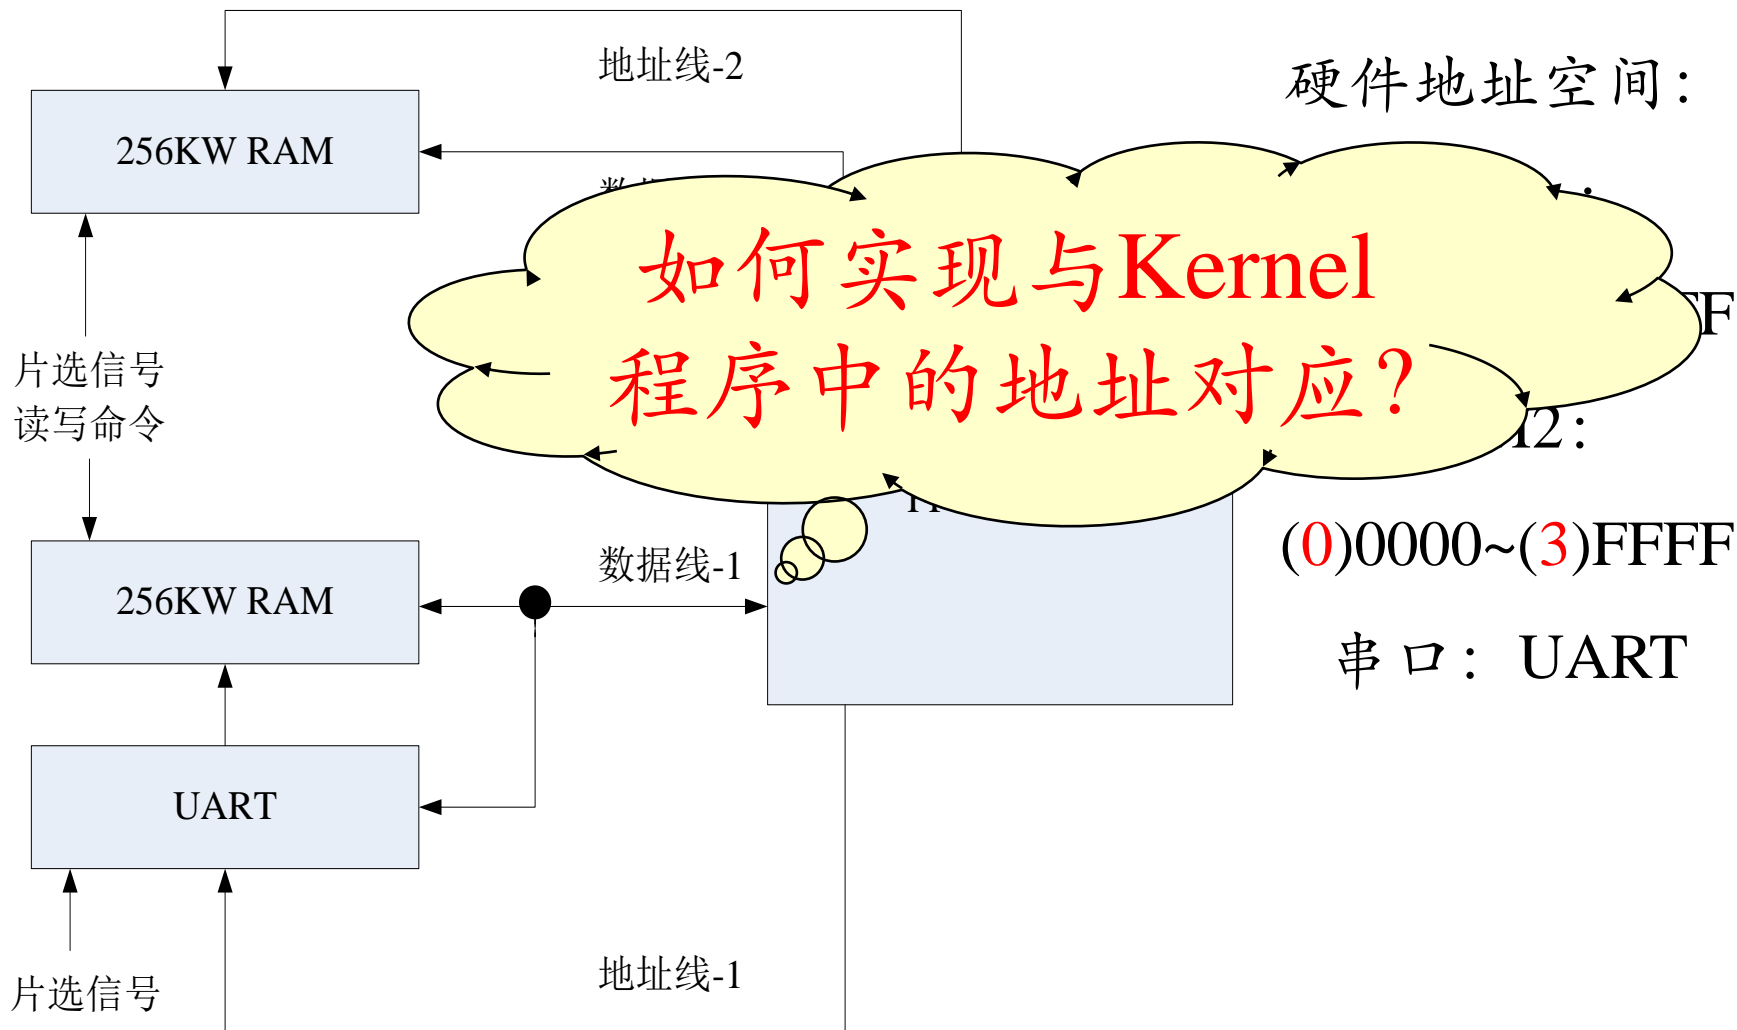 地址线-2
硬件地址空间：
256KW RAM
如何实现与Kernel
程序中的地址对应？
片选信号
读写命令
(0)0000~(3)FFFF
数据线-1
256KW RAM
串口：UART
UART
地址线-1
片选信号